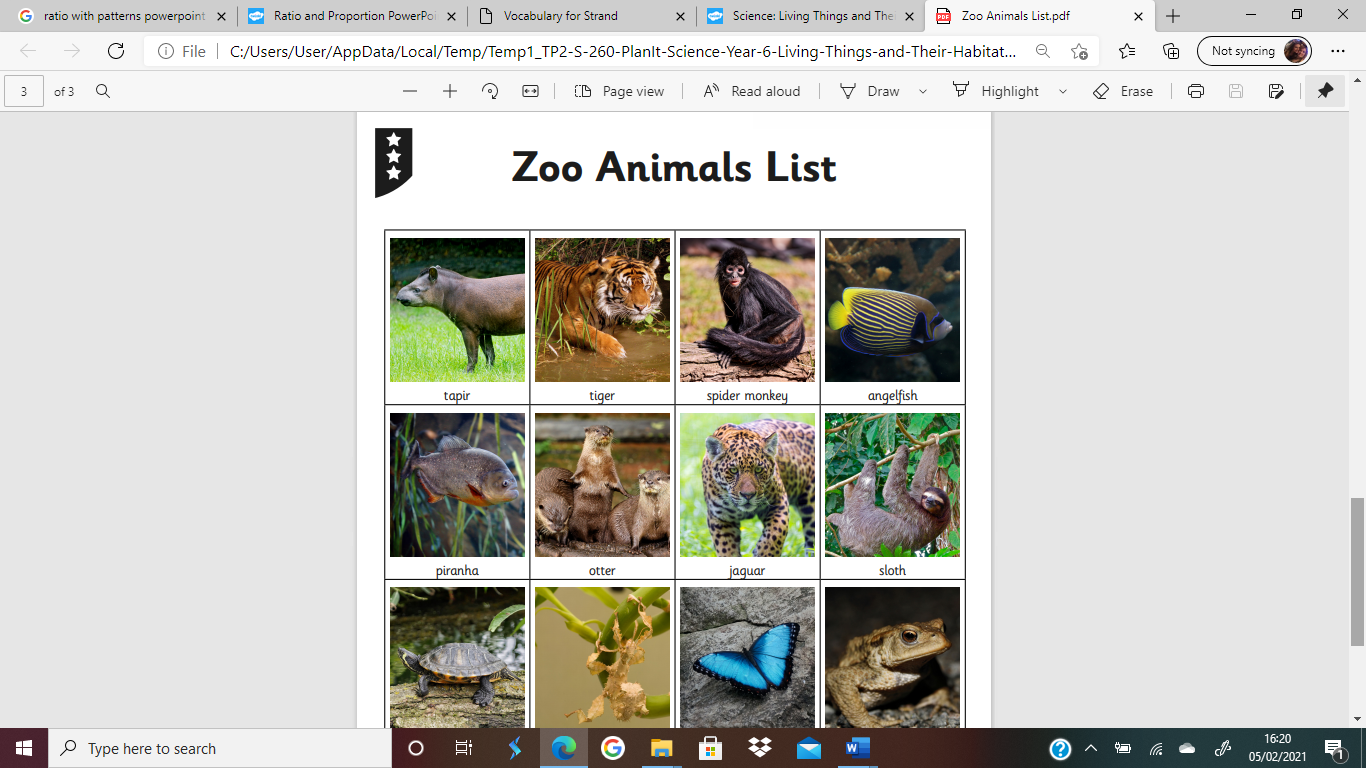 ratio with patterns powerpoint
Ratio and Proportion PowerPoi
Vocabulary for Strand
Science: Living Things and The
Zoo Animals List.pdf
File
C:/Users/User/AppData/Local/Temp/Temp1_TP2-S-260-PlanIt-Science-Year-6-Living-Things-and-Their-Habitat...
Not syncing
3
of 3
Page view
Read aloud
Draw
Highlight
Erase
Zoo Animals List
tapir
tiger
spider monkey
angelfish
piranha
otter
jaguar
sloth
Type here to search
16:20
05/02/2021
1